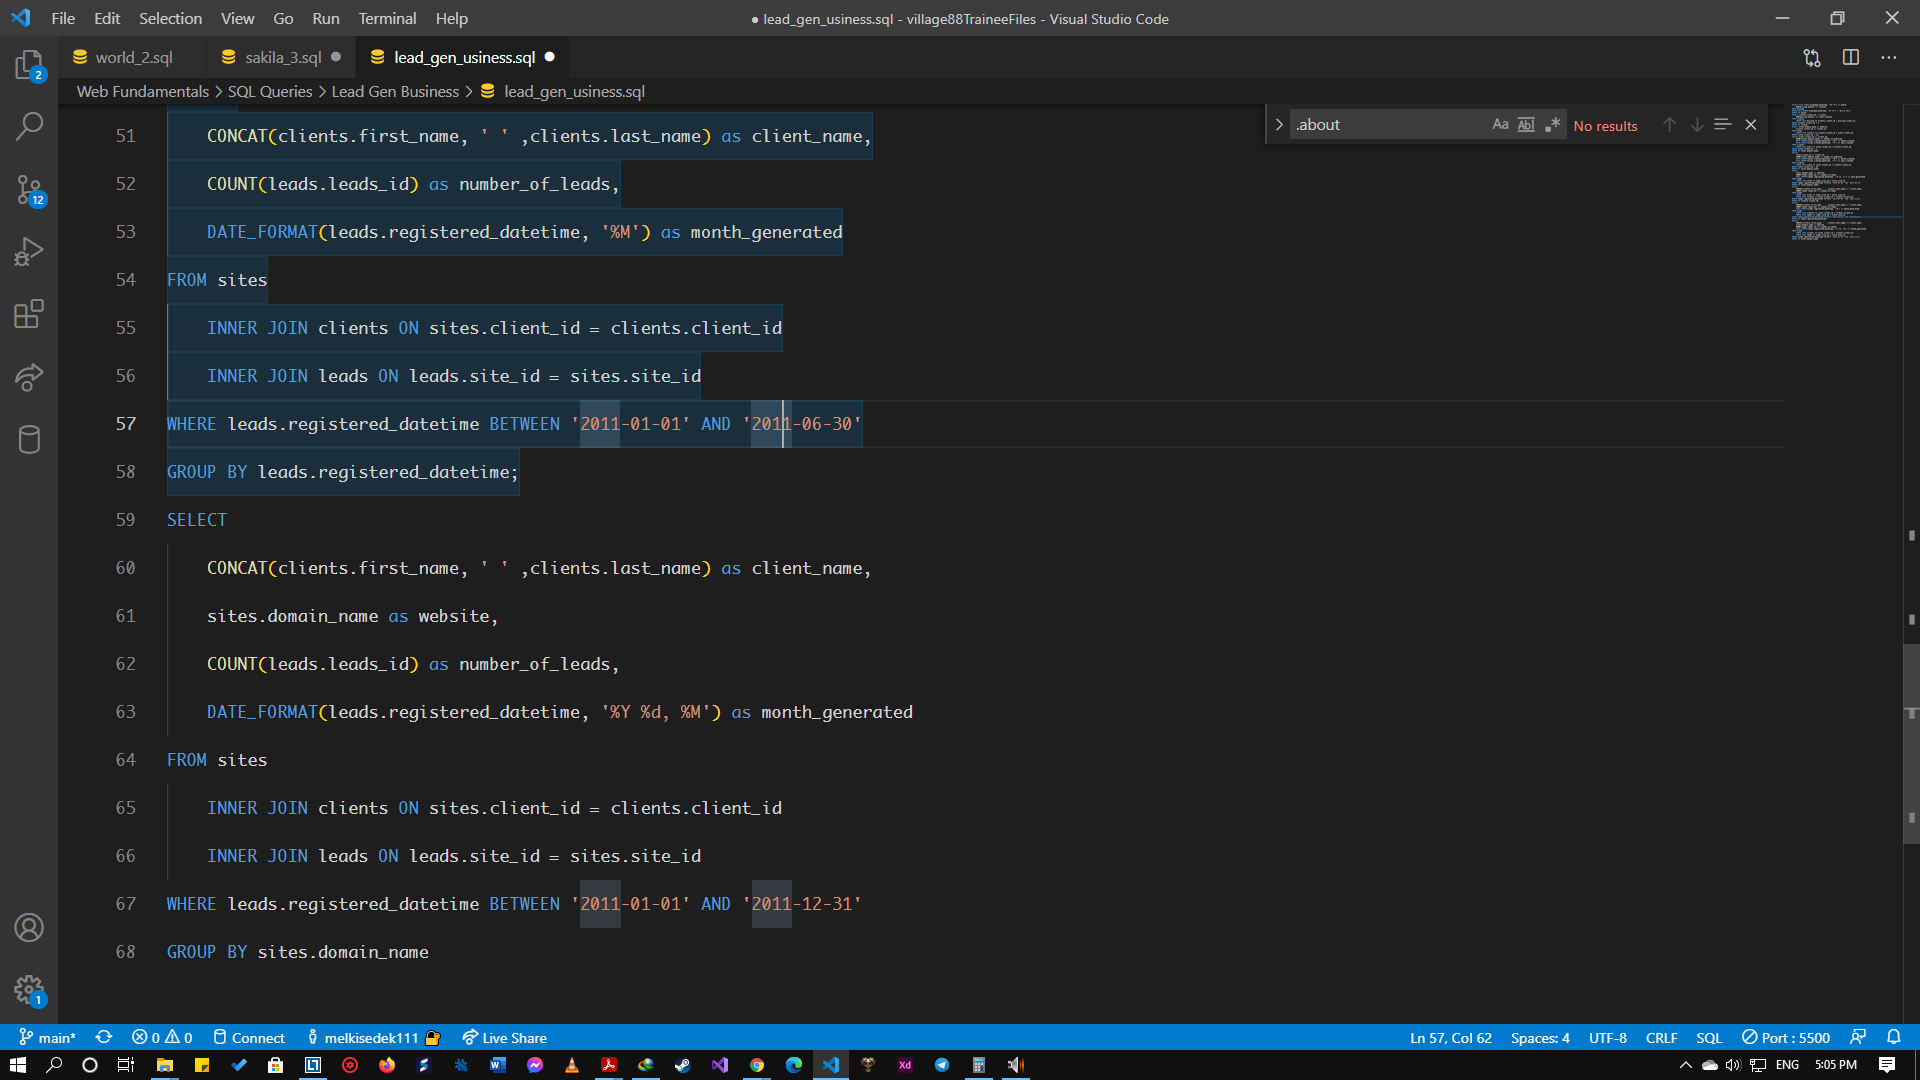 File Edit Selection View Go Run Terminal Help
● lead_gen_usiness.sql - village88TraineeFiles - Visual Studio Code
world_2.sql sakila_3.sql lead_gen_usiness.sql
Web Fundamentals > SQL Queries > Lead Gen Business > lead_gen_usiness.sql
.about Aa Abl .* No results
51 CONCAT(clients.first_name, ' ' ,clients.last_name) as client_name,
52 COUNT(leads.leads_id) as number_of_leads,
53 DATE_FORMAT(leads.registered_datetime, '%M') as month_generated
54 FROM sites
55 INNER JOIN clients ON sites.client_id = clients.client_id
56 INNER JOIN leads ON leads.site_id = sites.site_id
57 WHERE leads.registered_datetime BETWEEN '2011-01-01' AND '2011-06-30'
58 GROUP BY leads.registered_datetime;
59 SELECT
60 CONCAT(clients.first_name, ' ' ,clients.last_name) as client_name,
61 sites.domain_name as website,
62 COUNT(leads.leads_id) as number_of_leads,
63 DATE_FORMAT(leads.registered_datetime, '%Y %d, %M') as month_generated
64 FROM sites
65 INNER JOIN clients ON sites.client_id = clients.client_id
66 INNER JOIN leads ON leads.site_id = sites.site_id
67 WHERE leads.registered_datetime BETWEEN '2011-01-01' AND '2011-12-31'
68 GROUP BY sites.domain_name
2
12
1
main* 0 0 Connect melkisedek111 Live Share Ln 57, Col 62 Spaces: 4 UTF-8 CRLF SQL Port : 5500
Xd ENG 5:05 PM